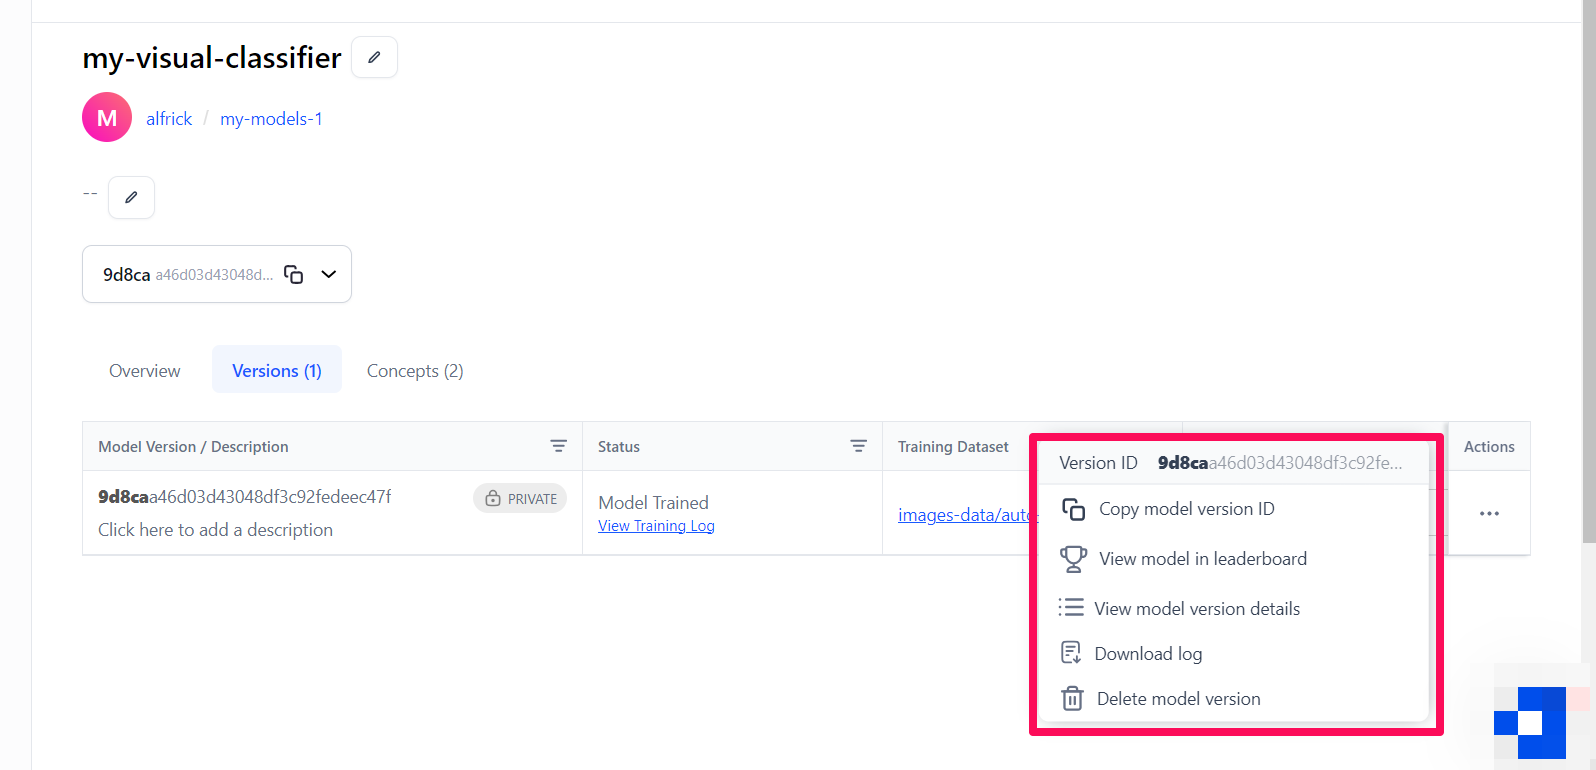 my-visual-classifier
M alfrick / my-models-1
--
9d8ca a46d03d43048d...
Overview Versions (1) Concepts (2)
Model Version / Description Status Training Dataset Actions
9d8caa46d03d43048df3c92fedeec47f PRIVATE
Click here to add a description
Model Trained
View Training Log
images-data/auto-
...
Version ID 9d8caa46d03d43048df3c92fe...
Copy model version ID
View model in leaderboard
View model version details
Download log
Delete model version